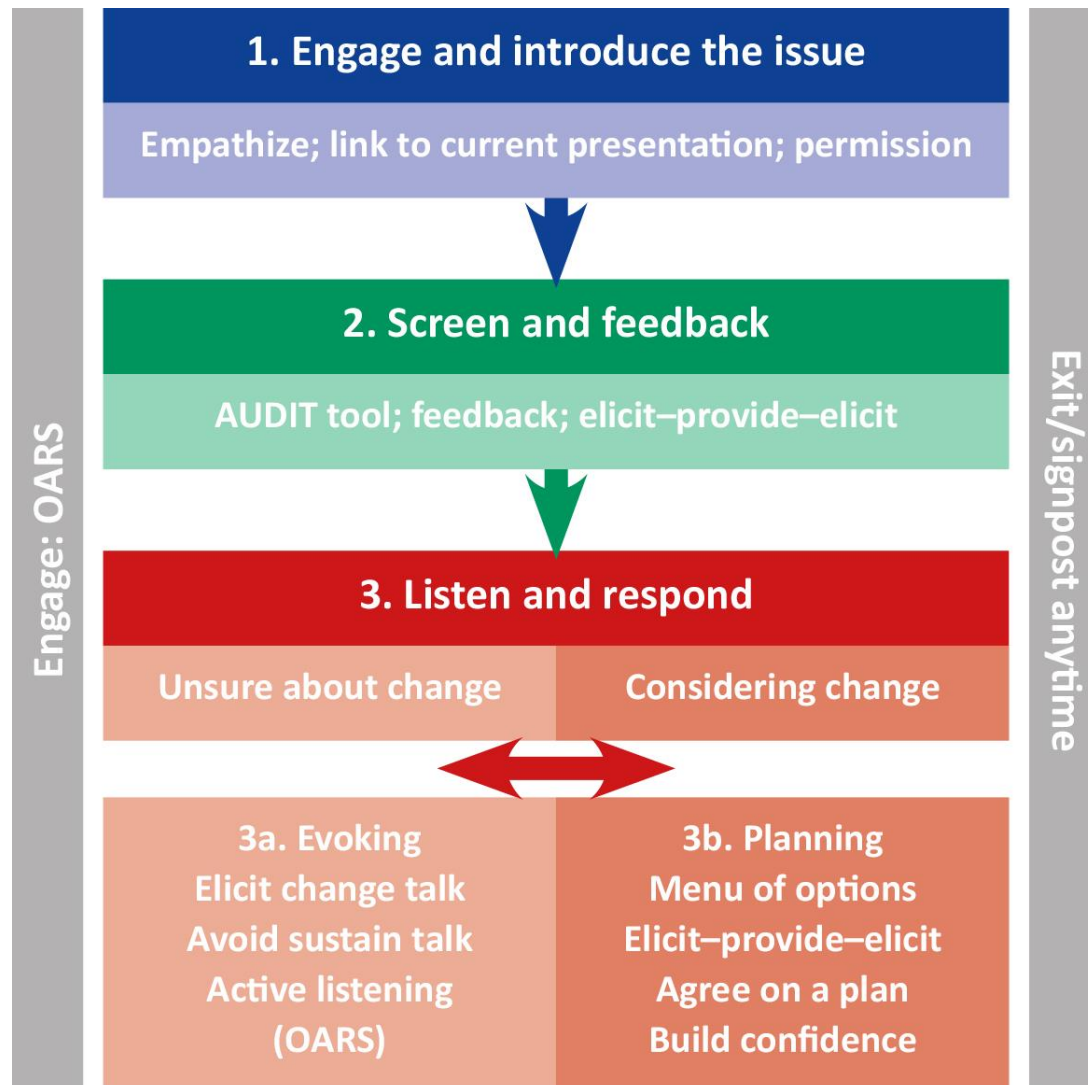 1. Engage and introduce the issue
Empathize; link to current presentation; permission
2. Screen and feedback
AUDIT tool; feedback; elicit–provide–elicit
3. Listen and respond
Unsure about change
Considering change
3a. Evoking
Elicit change talk
Avoid sustain talk
Active listening
(OARS)
3b. Planning
Menu of options
Elicit–provide–elicit
Agree on a plan
Build confidence
Engage: OARS
Exit/signpost anytime